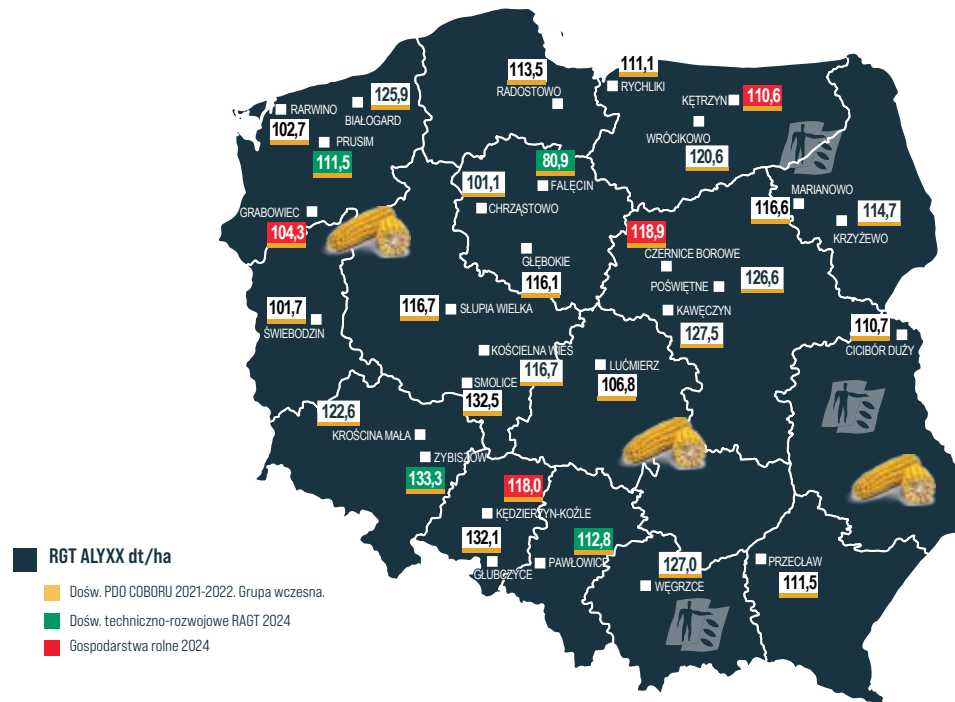 113,5
RADOSTOWO
111,1
RYCHLIKI
KĘTRZYN
110,6
WRÓCIKOWO
120,6
RARWINO
102,7
125,9
BIAŁOGARD
PRUSIM
111,5
GRABOWIEC
104,3
80,9
FALĘCIN
101,1
CHRZĄSTOWO
GŁĘBOKIE
116,1
MARIANOWO
116,6
114,7
KRZYŻEWO
118,9
CZERNICE BOROWE
POŚWIĘTNE
126,6
KAWĘCZYN
127,5
101,7
ŚWIEBODZIN
116,7
SŁUPIA WIELKA
KOŚCIELNA WIEŚ
116,7
SMOLICE
132,5
LUĆMIERZ
106,8
110,7
CICIBÓR DUŻY
122,6
KROŚCINA MAŁA
ZYBISZÓW
133,3
118,0
KĘDZIERZYN-KOŹLE
132,1
GŁUBCZYCE
112,8
PAWŁOWICE
127,0
WĘGRZCE
PRZECŁAW
111,5
RGT ALYXX dt/ha
Dośw. PDO COBORU 2021-2022. Grupa wczesna.
Dośw. techniczno-rozwojowe RAGT 2024
Gospodarstwa rolne 2024